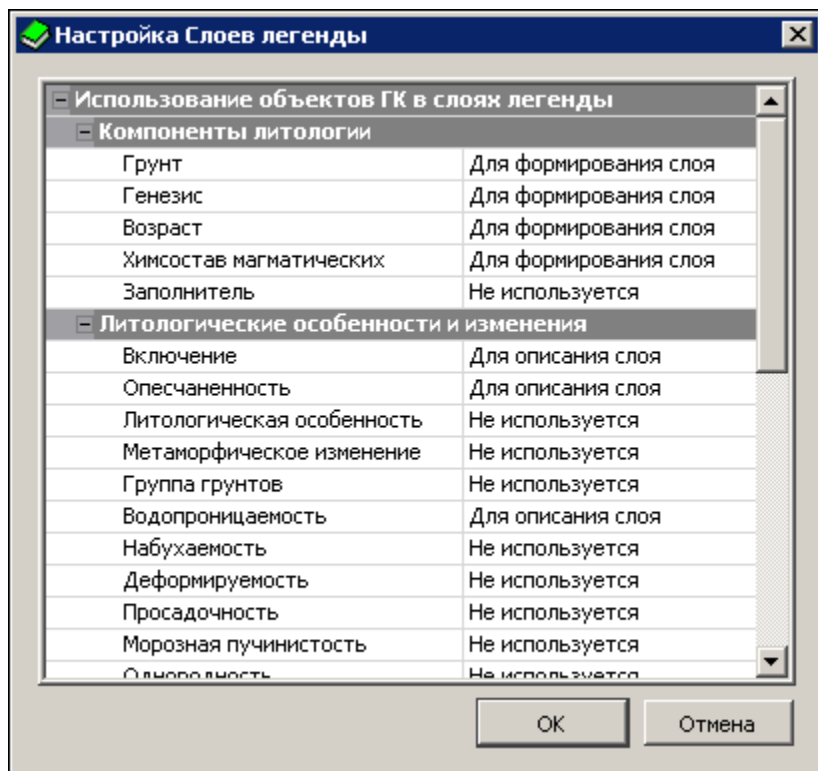 Настройка Слоев легенды
Использование объектов ГК в слоях легенды
Компоненты литологии
Грунт Для формирования слоя
Генезис Для формирования слоя
Возраст Для формирования слоя
Химсостав магматических Для формирования слоя
Заполнитель Не используется
Литологические особенности и изменения
Включение Для описания слоя
Опесчаненность Для описания слоя
Литологическая особенность Не используется
Метаморфическое изменение Не используется
Группа грунтов Не используется
Водопроницаемость Для описания слоя
Набухаемость Не используется
Деформируемость Не используется
Просадочность Не используется
Морозная пучинистость Не используется
Однородность Не используется
OK Отмена